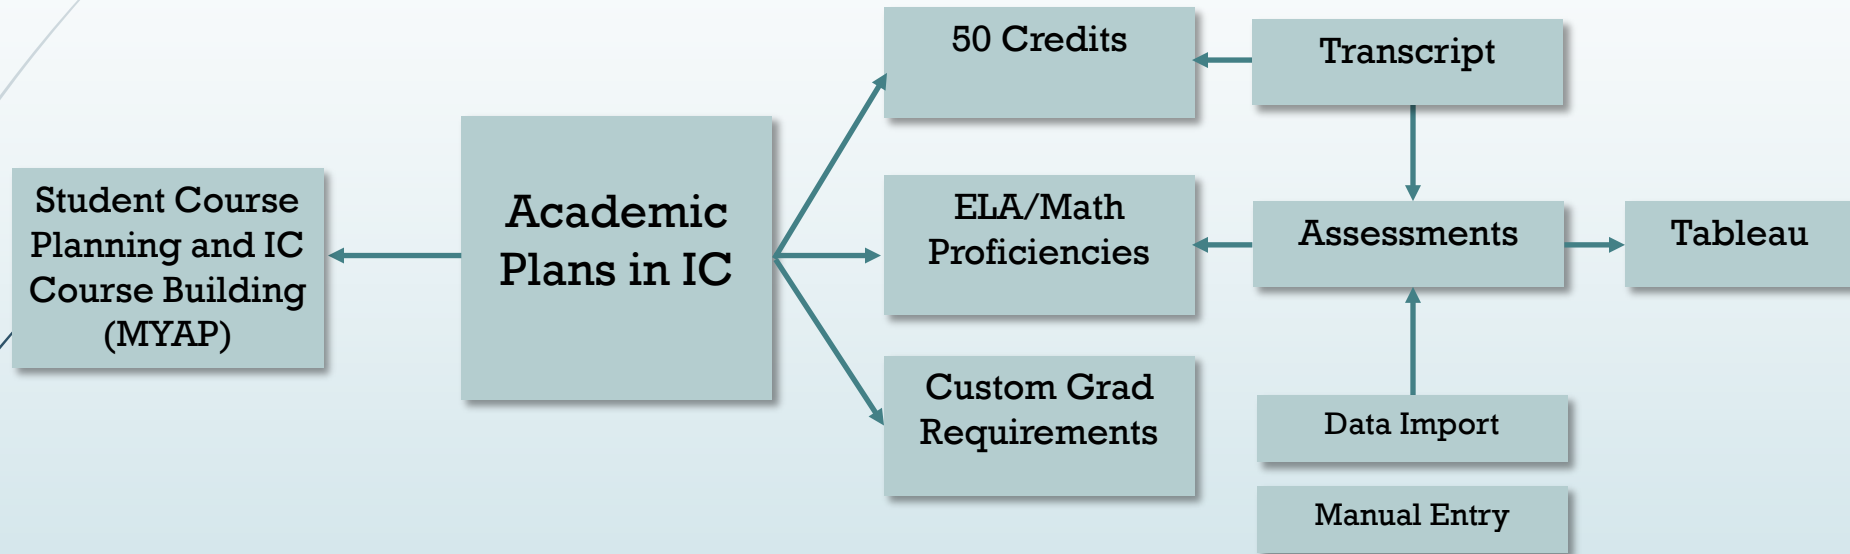 Student Course
Planning and IC
Course Building
(MYAP)
Academic
Plans in IC
50 Credits
ELA/Math
Proficiencies
Custom Grad
Requirements
Transcript
Assessments
Data Import
Manual Entry
Tableau